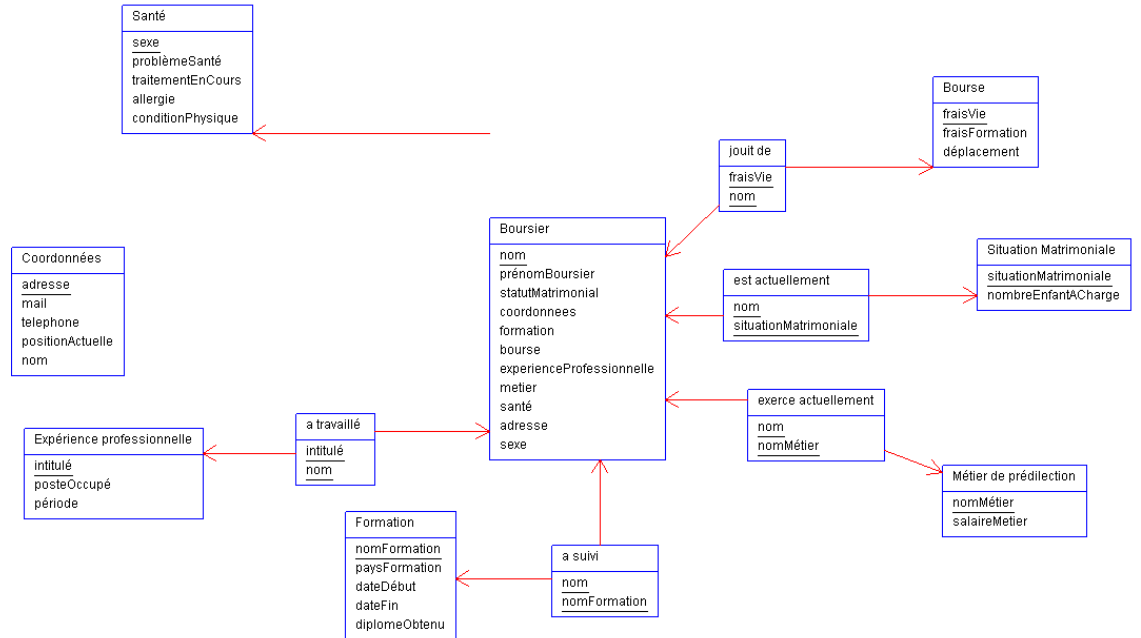 Santé
sexe
problèmeSanté
traitementEnCours
allergie
conditionPhysique
Bourse
fraisVie
fraisFormation
déplacement
jouit de
fraisVie
nom
Boursier
nom
prénomBoursier
statutMatrimonial
coordonnees
formation
bourse
experienceProfessionnelle
metier
santé
adresse
sexe
Situation Matrimoniale
situationMatrimoniale
nombreEnfantACharge
est actuellement
nom
situationMatrimoniale
Coordonnées
adresse
mail
telephone
positionActuelle
nom
exerce actuellement
nom
nomMétier
a travaillé
intitulé
nom
Expérience professionnelle
intitulé
posteOccupé
période
Métier de prédilection
nomMétier
salaireMetier
Formation
nomFormation
paysFormation
dateDébut
dateFin
diplomeObtenu
a suivi
nom
nomFormation